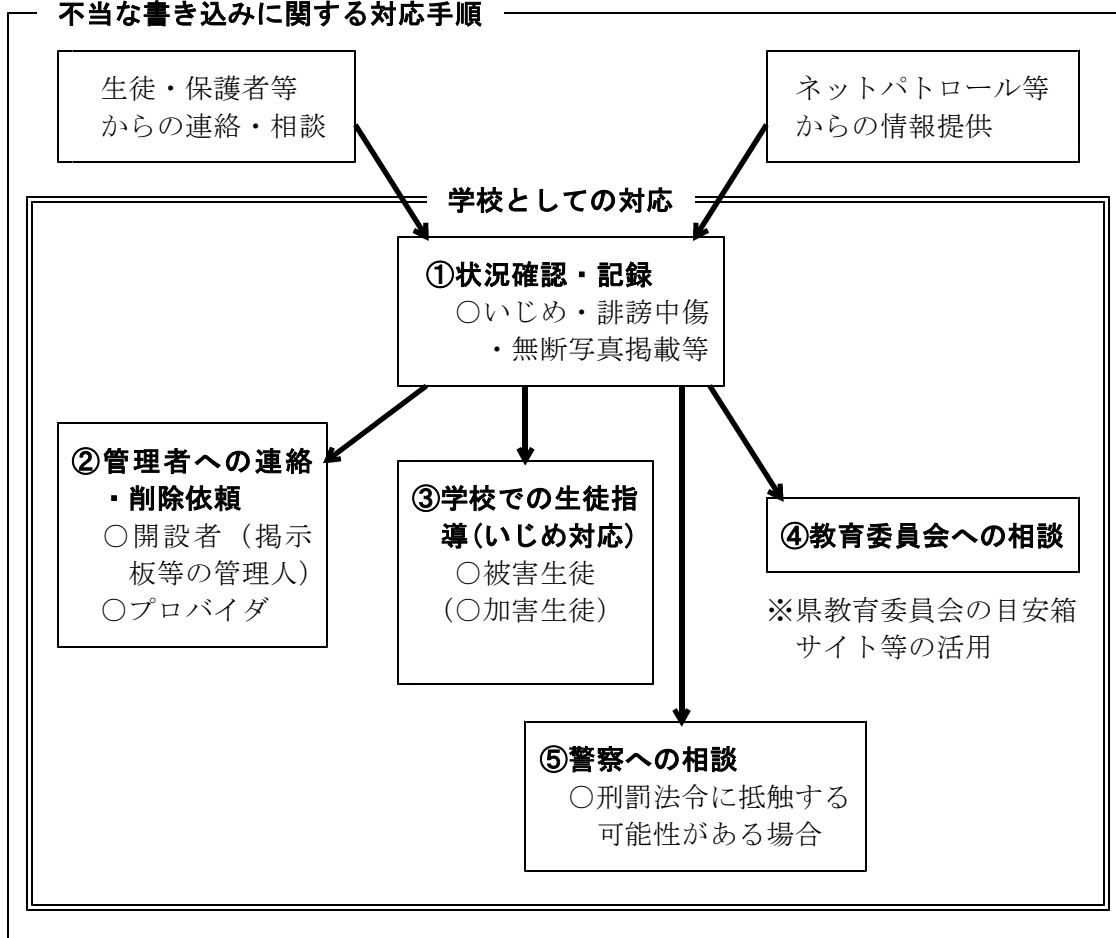 不当な書き込みに関する対応手順
生徒・保護者等
からの連絡・相談
ネットパトロール等
からの情報提供
学校としての対応
①状況確認・記録
○いじめ・誹謗中傷
・無断写真掲載等
②管理者への連絡
・削除依頼
○開設者（掲示
板等の管理人）
○プロバイダ
③学校での生徒指
導(いじめ対応)
○被害生徒
(○加害生徒)
④教育委員会への相談
※県教育委員会の目安箱
サイト等の活用
⑤警察への相談
○刑罰法令に抵触する
可能性がある場合